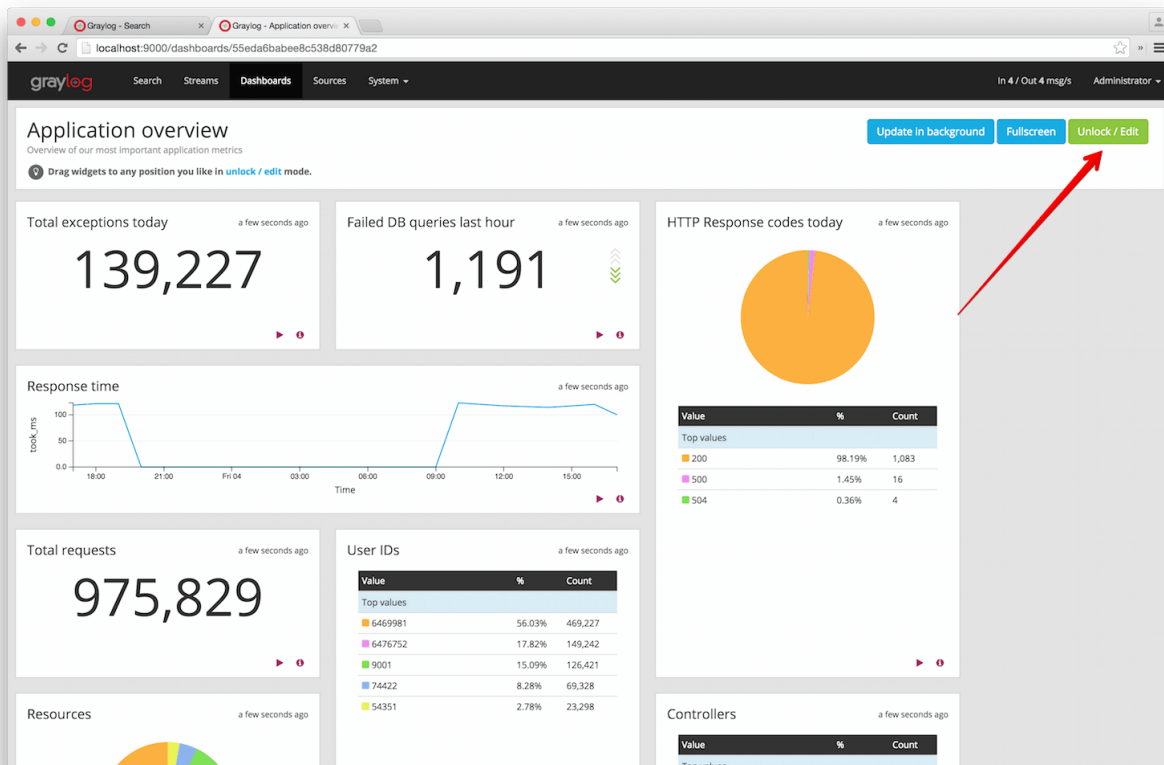 Graylog - Search
Graylog - Application overvie
localhost:9000/dashboards/55eda6babee8c538d80779a2
graylog Search Streams Dashboards Sources System In 4 / Out 4 msg/s Administrator
Application overview
Update in background Fullscreen Unlock / Edit
Overview of our most important application metrics
Drag widgets to any position you like in unlock / edit mode.
Total exceptions today a few seconds ago
139,227
Failed DB queries last hour a few seconds ago
1,191
HTTP Response codes today a few seconds ago
Value % Count
Top values
200 98.19% 1,083
500 1.45% 16
504 0.36% 4
Response time a few seconds ago
took_ms
100
50
0.0
18:00 21:00 Fri 04 03:00 06:00 09:00 12:00 15:00
Time
Total requests a few seconds ago
975,829
User IDs a few seconds ago
Value % Count
Top values
6469981 56.03% 469,227
6476752 17.82% 149,242
9001 15.09% 126,421
74422 8.28% 69,328
54351 2.78% 23,298
Resources a few seconds ago
Controllers a few seconds ago
Value % Count
Top values